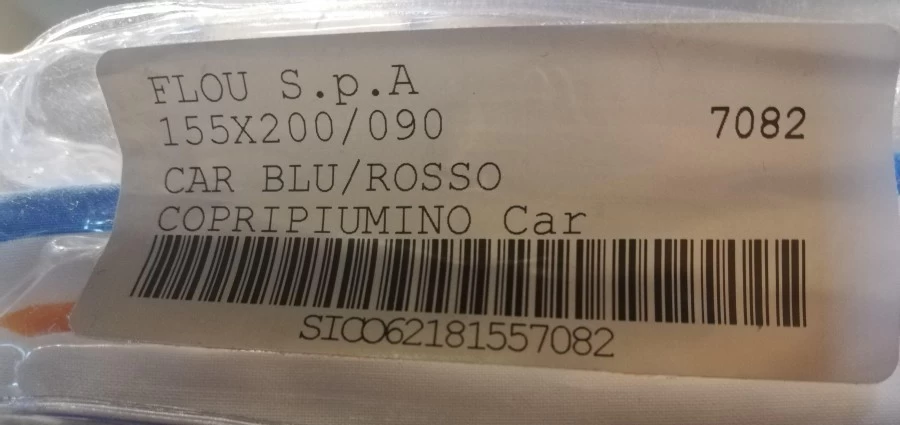 FLOU S.p.A
155X200/090 7082
CAR BLU/ROSSO
COPRIPIUMINO Car
SICO62181557082